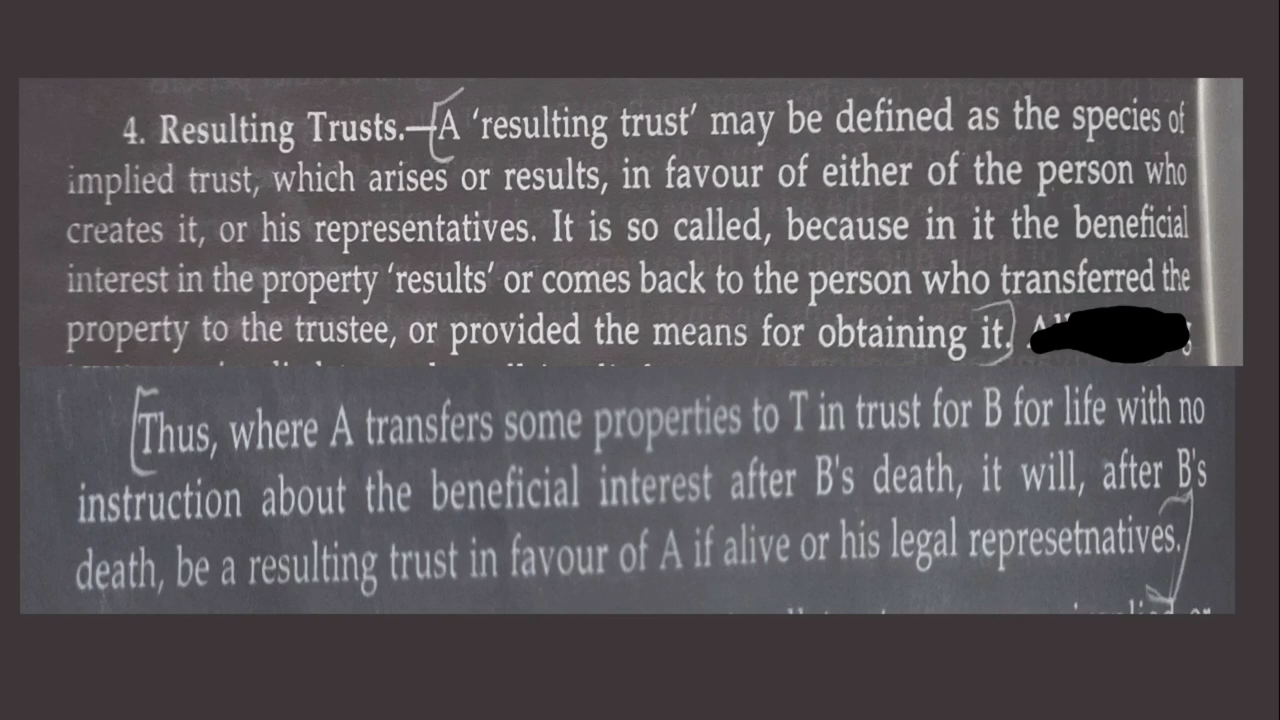 4. Resulting Trusts.—A 'resulting trust' may be defined as the species of
implied trust, which arises or results, in favour of either of the person who
creates it, or his representatives. It is so called, because in it the beneficial
interest in the property 'results' or comes back to the person who transferred the
property to the trustee, or provided the means for obtaining it.
Thus, where A transfers some properties to T in trust for B for life with no
instruction about the beneficial interest after B's death, it will, after B's
death, be a resulting trust in favour of A if alive or his legal represetnatives.